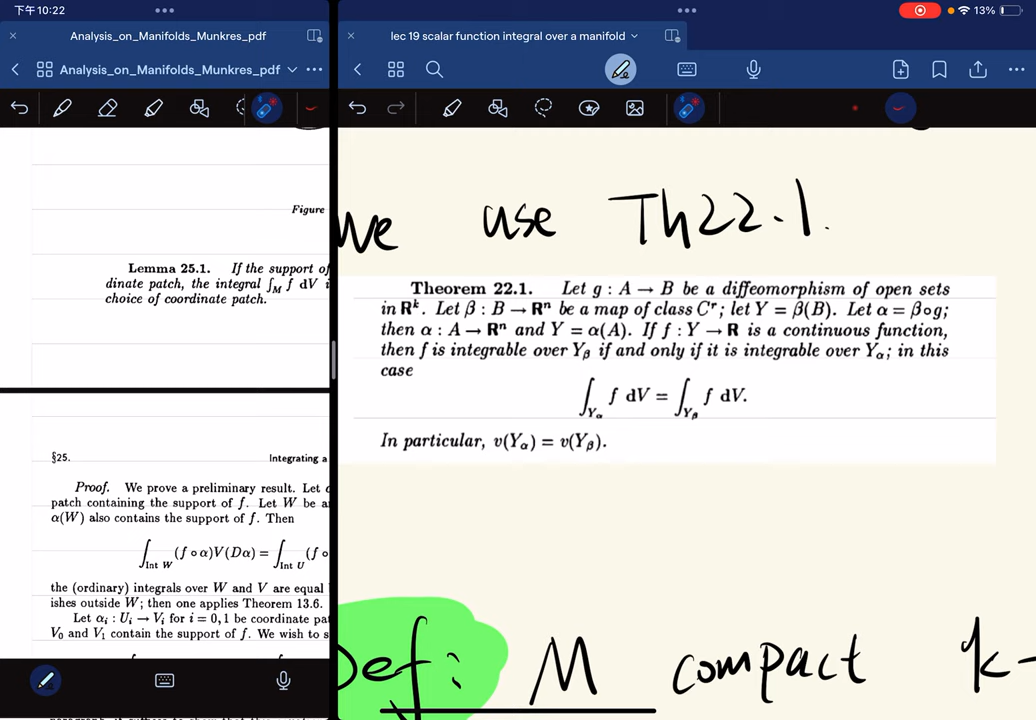 下午10:22
13%
Analysis_on_Manifolds_Munkres_pdf
lec 19 scalar function integral over a manifold
Analysis_on_Manifolds_Munkres_pdf
Figure
Lemma 25.1. If the support of
dinate patch, the integral ∫_M f dV i
choice of coordinate patch.
§25. Integrating a
Proof. We prove a preliminary result. Let α
patch containing the support of f. Let W be a
α(W) also contains the support of f. Then
∫_{Int W} (f ∘ α)V(Dα) = ∫_{Int U} (f ∘
the (ordinary) integrals over W and V are equal
ishes outside W; then one applies Theorem 13.6.
Let α_i : U_i → V_i for i = 0, 1 be coordinate pa
V_0 and V_1 contain the support of f. We wish to s
we use Th22.1.
Theorem 22.1. Let g : A → B be a diffeomorphism of open sets
in R^k. Let β : B → R^n be a map of class C^r; let Y = β(B). Let α = β∘g;
then α : A → R^n and Y = α(A). If f : Y → R is a continuous function,
then f is integrable over Y_β if and only if it is integrable over Y_α; in this
case
∫_{Y_α} f dV = ∫_{Y_β} f dV.
In particular, v(Y_α) = v(Y_β).
Def: M compact k-